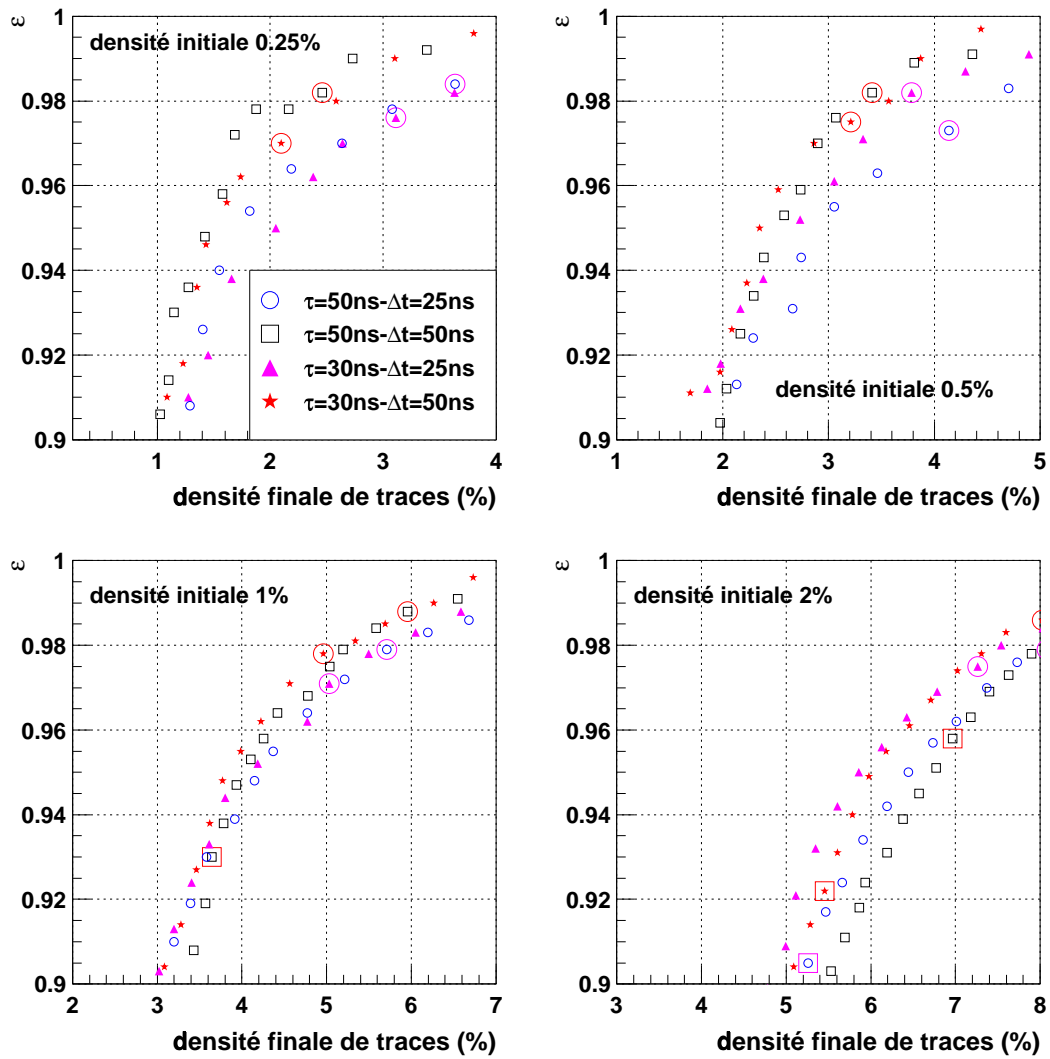 ε
densité initiale 0.25%
1
0.98
0.96
0.94
0.92
0.9
τ=50ns-Δt=25ns
τ=50ns-Δt=50ns
τ=30ns-Δt=25ns
τ=30ns-Δt=50ns
1 2 3 4
densité finale de traces (%)
ε
densité initiale 0.5%
1
0.98
0.96
0.94
0.92
0.9
1 2 3 4 5
densité finale de traces (%)
ε
densité initiale 1%
1
0.98
0.96
0.94
0.92
0.9
2 3 4 5 6 7
densité finale de traces (%)
ε
densité initiale 2%
1
0.98
0.96
0.94
0.92
0.9
3 4 5 6 7 8
densité finale de traces (%)